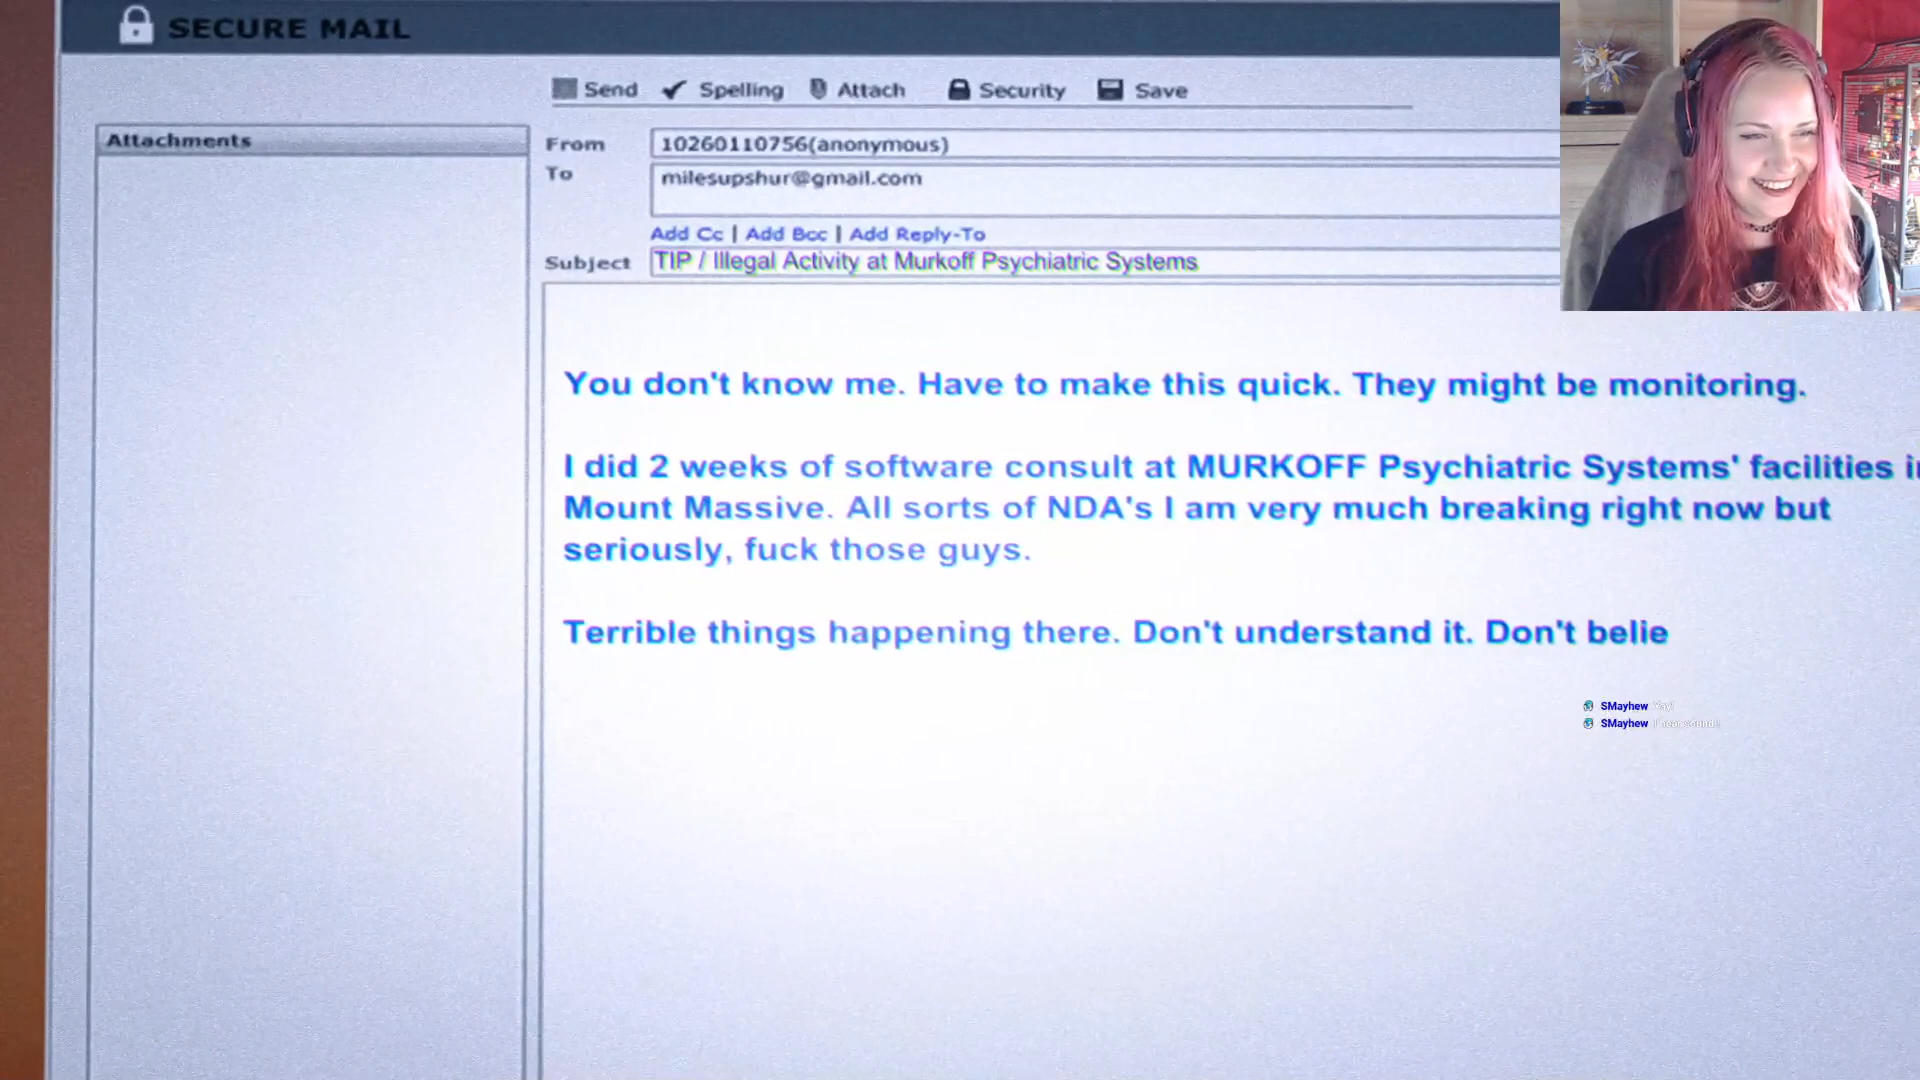 SECURE MAIL
Send Spelling Attach Security Save
Attachments
From 10260110756(anonymous)
To milesupshur@gmail.com
Add Cc | Add Bcc | Add Reply-To
Subject TIP / Illegal Activity at Murkoff Psychiatric Systems
You don't know me. Have to make this quick. They might be monitoring.
I did 2 weeks of software consult at MURKOFF Psychiatric Systems' facilities
Mount Massive. All sorts of NDA's I am very much breaking right now but
seriously, fuck those guys.
Terrible things happening there. Don't understand it. Don't belie
SMayhew Yay!
SMayhew I hear sound!